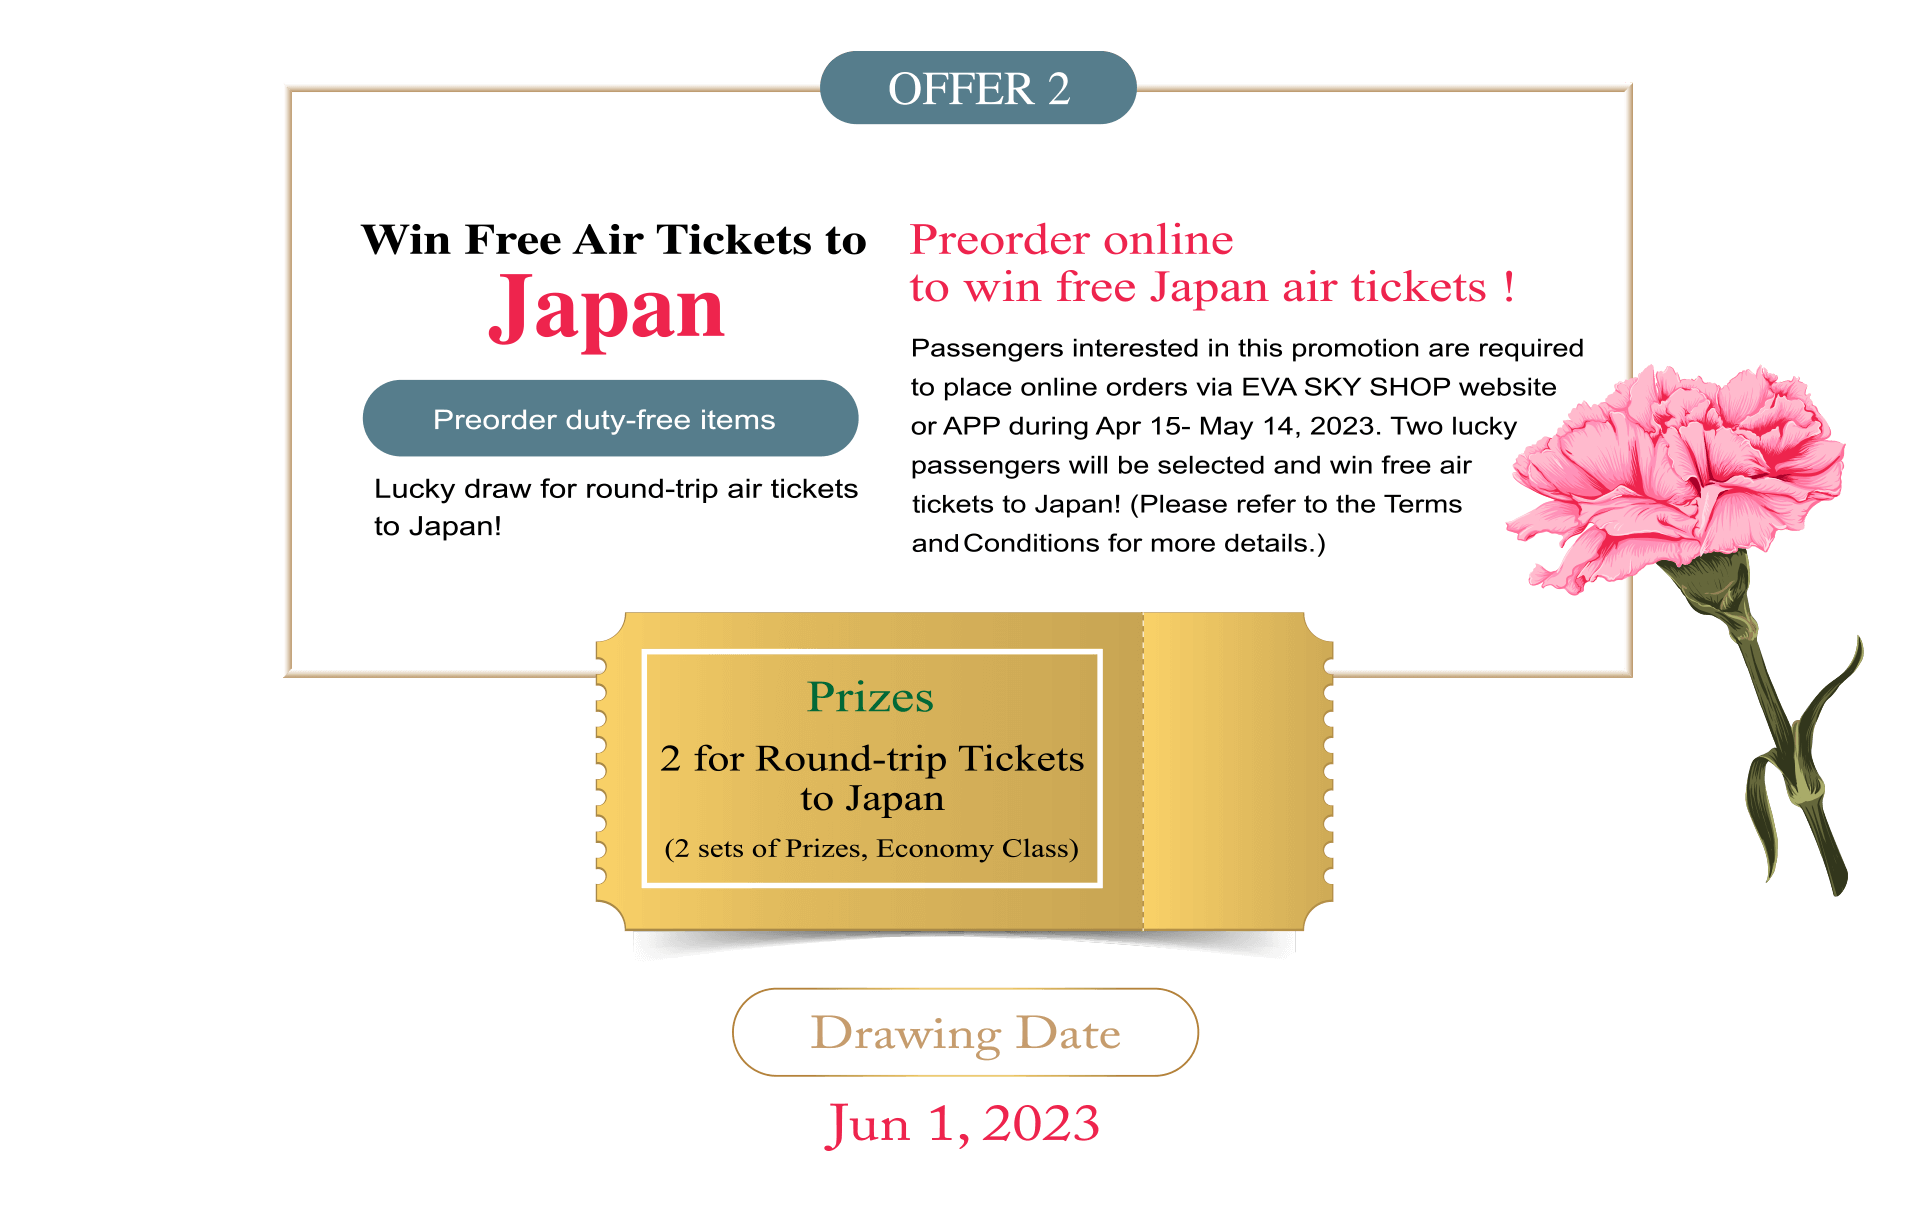 OFFER 2
Win Free Air Tickets to
Japan
Preorder duty-free items
Lucky draw for round-trip air tickets
to Japan!
Preorder online
to win free Japan air tickets !
Passengers interested in this promotion are required
to place online orders via EVA SKY SHOP website
or APP during Apr 15- May 14, 2023. Two lucky
passengers will be selected and win free air
tickets to Japan! (Please refer to the Terms
and Conditions for more details.)
Prizes
2 for Round-trip Tickets
to Japan
(2 sets of Prizes, Economy Class)
Drawing Date
Jun 1, 2023